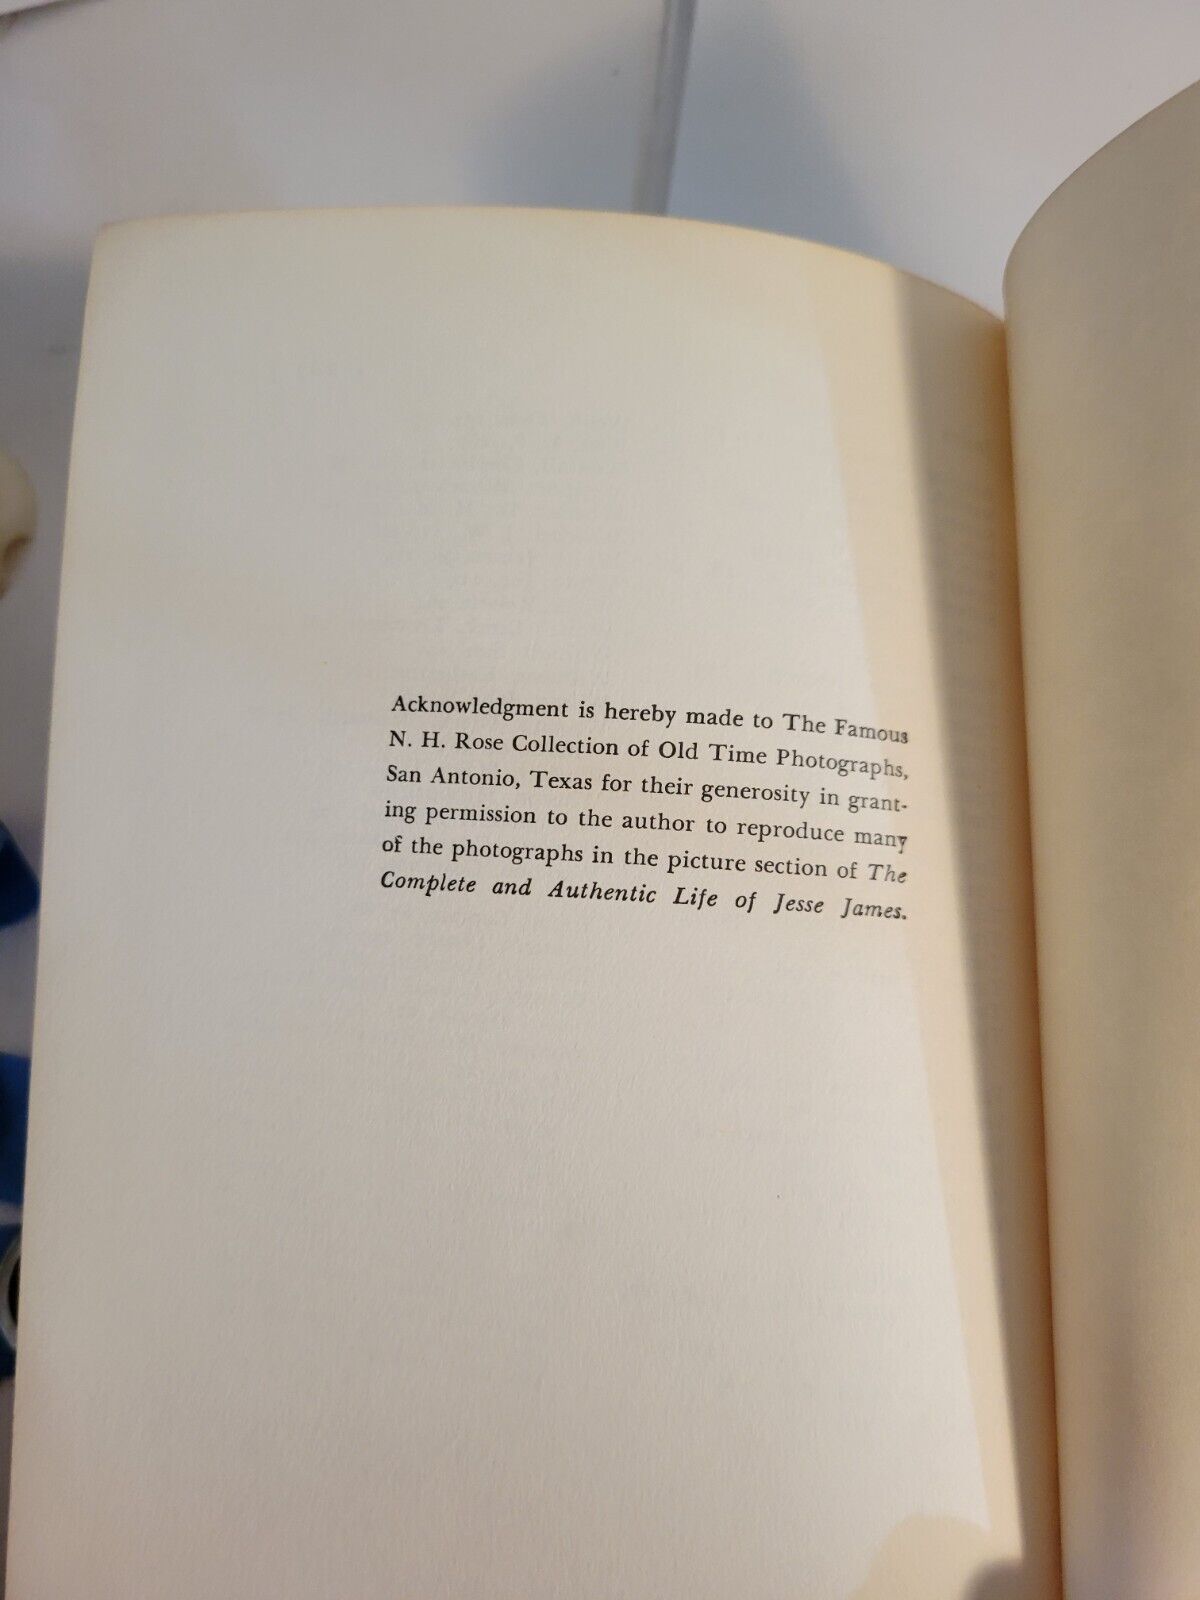 Acknowledgment is hereby made to The Famous
N. H. Rose Collection of Old Time Photographs,
San Antonio, Texas for their generosity in grant-
ing permission to the author to reproduce many
of the photographs in the picture section of The
Complete and Authentic Life of Jesse James.